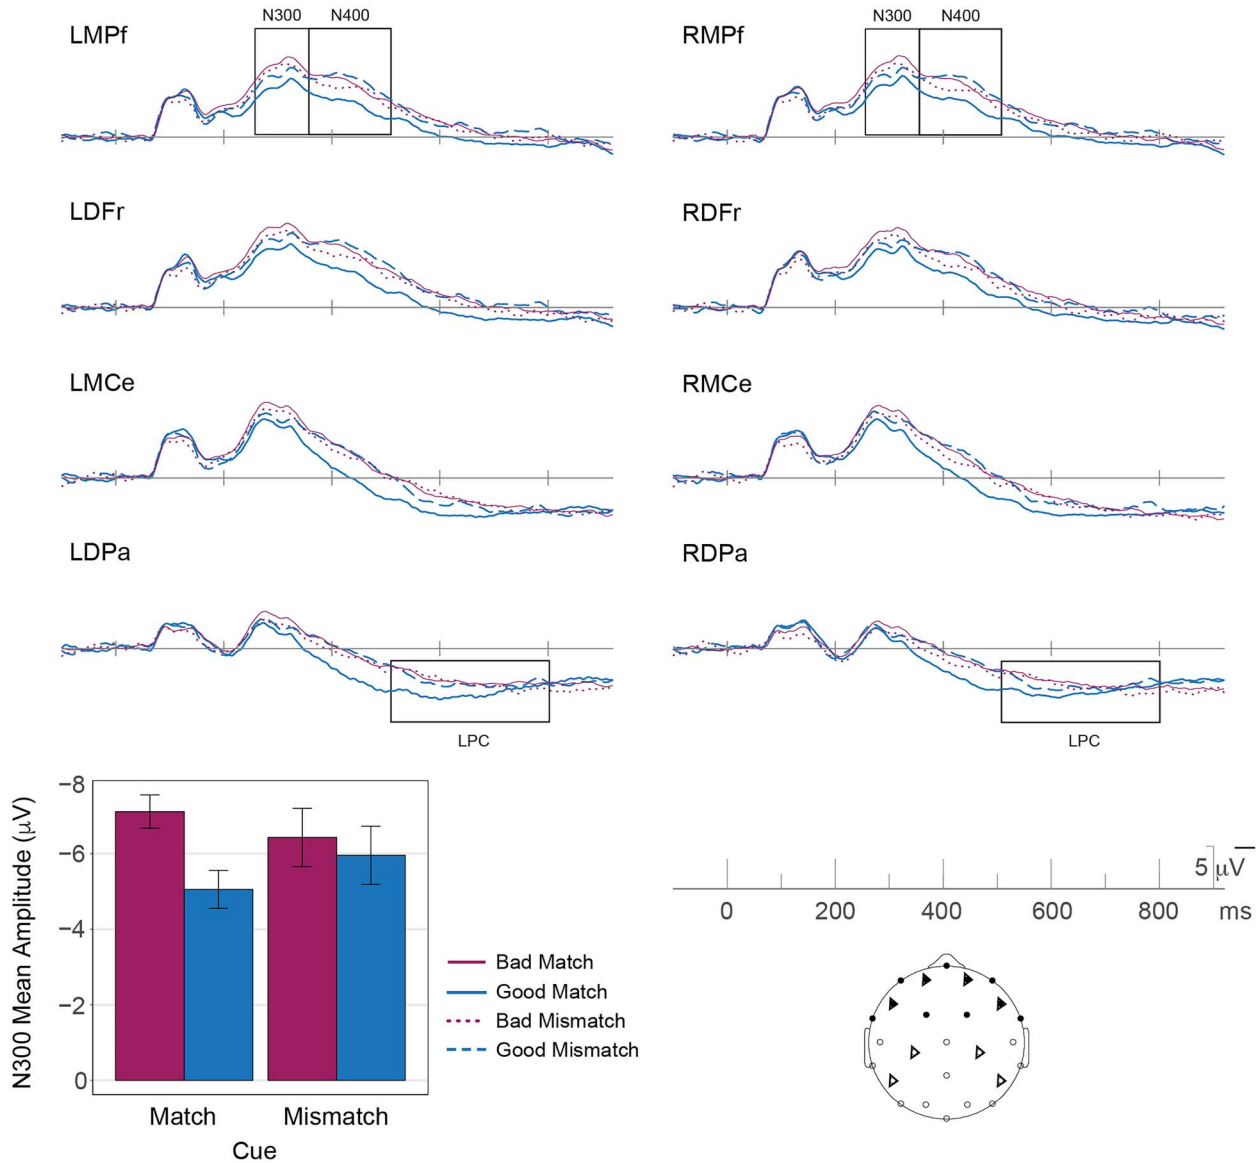 N300 N400
LMPf
N300 N400
RMPf
LDFr
RDFr
LMCe
RMCe
LDPa
RDPa
LPC
LPC
N300 Mean Amplitude (μV)
−8
−6
−4
−2
0
Match Mismatch
Cue
Bad Match
Good Match
Bad Mismatch
Good Mismatch
5 μV
0 200 400 600 800 ms